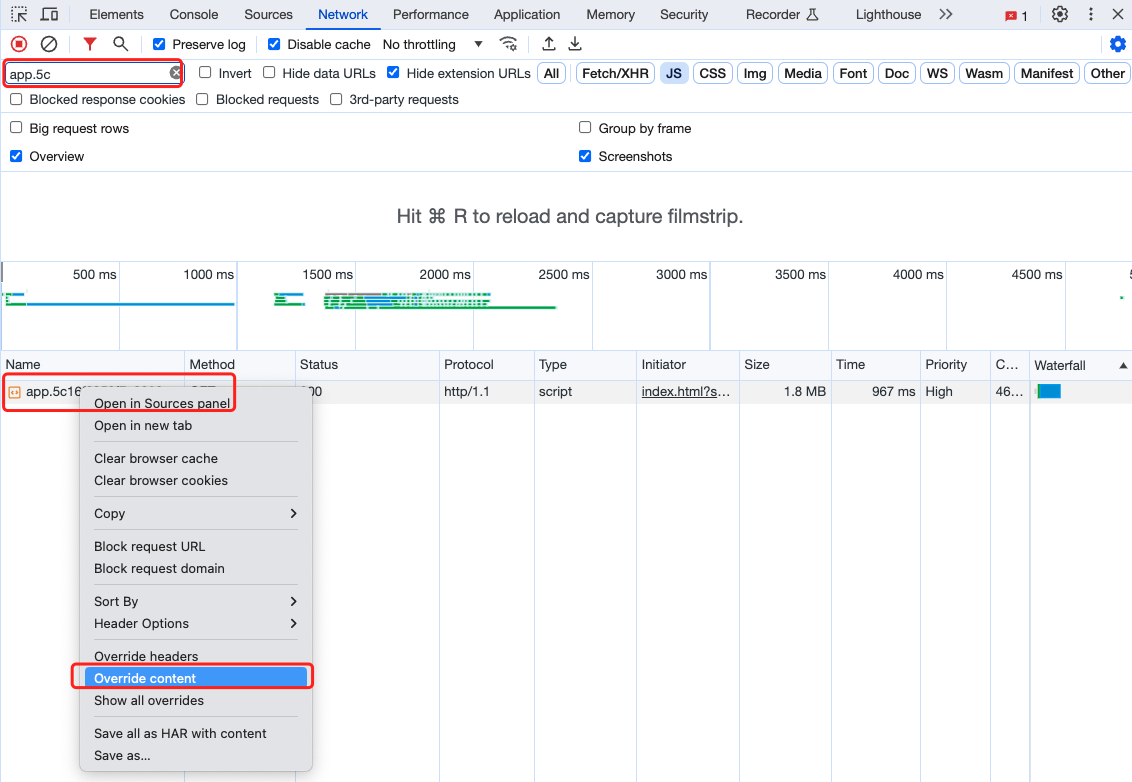 Elements Console Sources Network Performance Application Memory Security Recorder Lighthouse 1
Preserve log Disable cache No throttling
app.5c Invert Hide data URLs Hide extension URLs All Fetch/XHR JS CSS Img Media Font Doc WS Wasm Manifest Other
Blocked response cookies Blocked requests 3rd-party requests
Big request rows Group by frame
Overview Screenshots
Hit ⌘ R to reload and capture filmstrip.
500 ms 1000 ms 1500 ms 2000 ms 2500 ms 3000 ms 3500 ms 4000 ms 4500 ms
Name Method Status Protocol Type Initiator Size Time Priority C… Waterfall
http/1.1 script index.html?s… 1.8 MB 967 ms High 46…
Open in Sources panel
Open in new tab
Clear browser cache
Clear browser cookies
Copy
Block request URL
Block request domain
Sort By
Header Options
Override headers
Override content
Show all overrides
Save all as HAR with content
Save as...